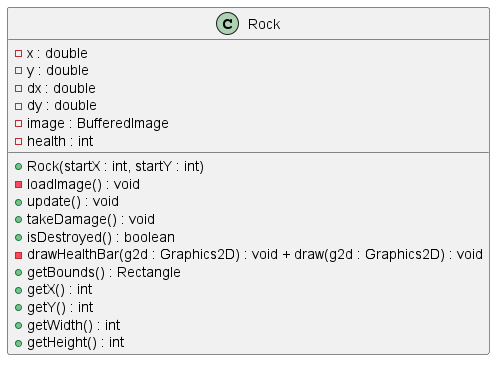 C Rock
x : double
y : double
dx : double
dy : double
image : BufferedImage
health : int
Rock(startX : int, startY : int)
loadImage() : void
update() : void
takeDamage() : void
isDestroyed() : boolean
drawHealthBar(g2d : Graphics2D) : void + draw(g2d : Graphics2D) : void
getBounds() : Rectangle
getX() : int
getY() : int
getWidth() : int
getHeight() : int